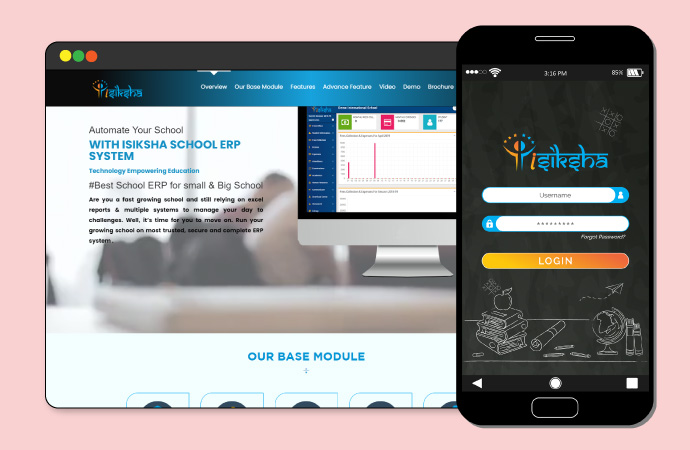 isiksha
Overview Our Base Module Features Advance Feature Video Demo Brochure
Automate Your School
WITH ISIKSHA SCHOOL ERP
SYSTEM
Technology Empowering Education
#Best School ERP for small & Big School
Are you a fast growing school and still relying on excel
reports & multiple systems to manage your day to
challenges. Well, it's time for you to move on. Run your
growing school on most trusted, secure and complete ERP
system .
OUR BASE MODULE
3:16 PM
85%
isiksha
Username
*********
Forgot Password?
LOGIN